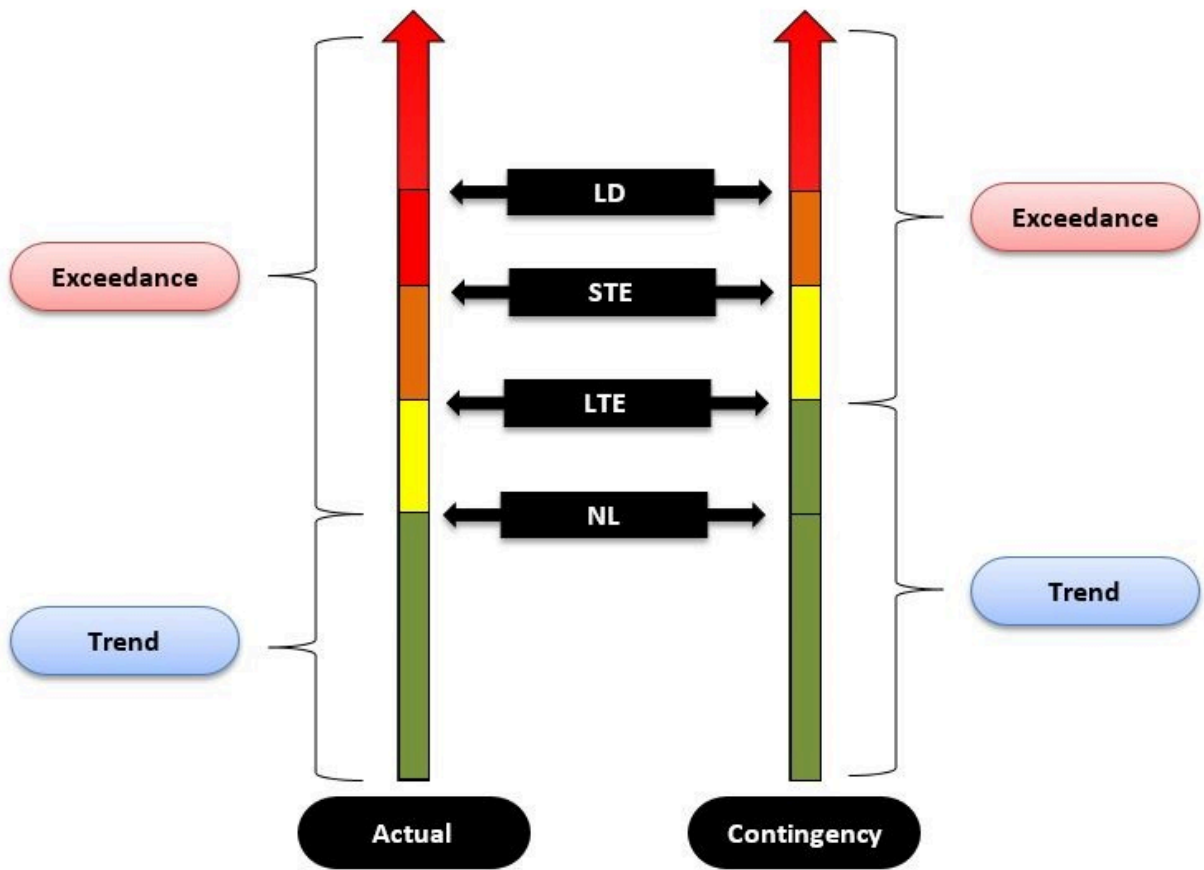 LD
Exceedance
Exceedance
STE
LTE
NL
Trend
Trend
Actual
Contingency